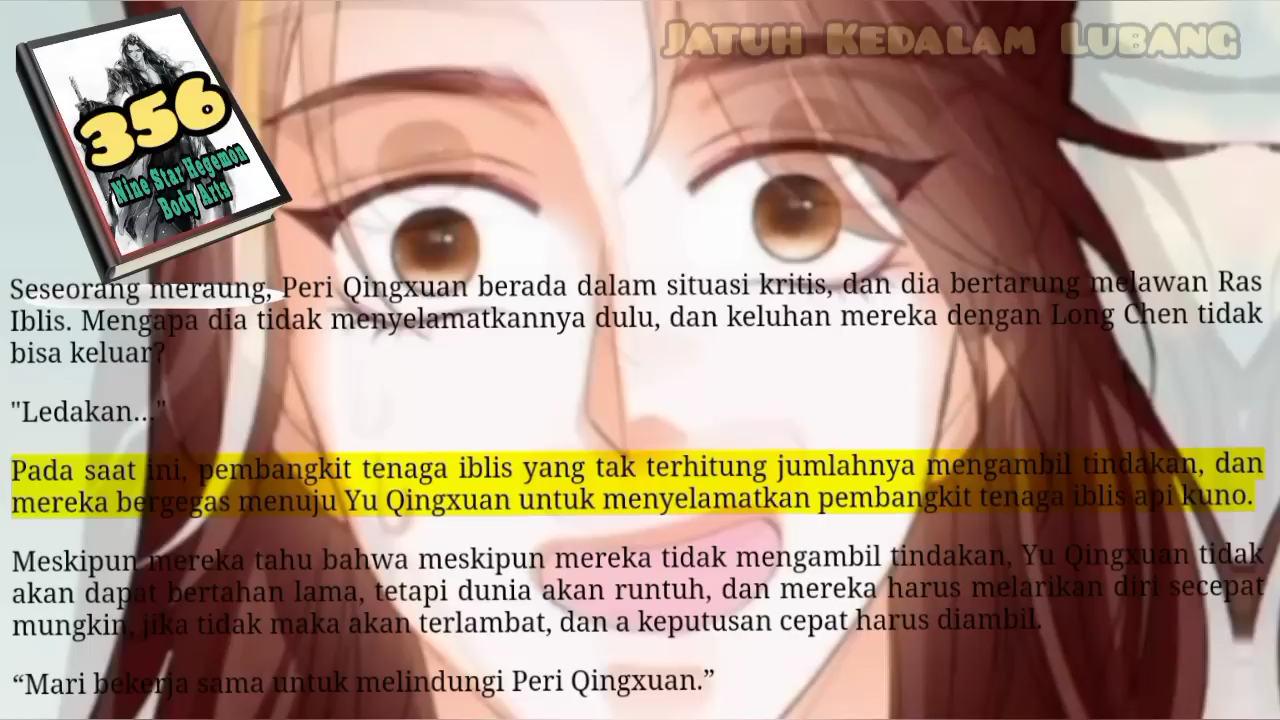 Jatuh Kedalam Lubang
356
Nine Star Hegemon
Body Arts
Seseorang meraung, Peri Qingxuan berada dalam situasi kritis, dan dia bertarung melawan Ras
Iblis. Mengapa dia tidak menyelamatkannya dulu, dan keluhan mereka dengan Long Chen tidak
bisa keluar?
"Ledakan..."
Pada saat ini, pembangkit tenaga iblis yang tak terhitung jumlahnya mengambil tindakan, dan
mereka bergegas menuju Yu Qingxuan untuk menyelamatkan pembangkit tenaga iblis api kuno.
Meskipun mereka tahu bahwa meskipun mereka tidak mengambil tindakan, Yu Qingxuan tidak
akan dapat bertahan lama, tetapi dunia akan runtuh, dan mereka harus melarikan diri secepat
mungkin, jika tidak maka akan terlambat, dan a keputusan cepat harus diambil.
“Mari bekerja sama untuk melindungi Peri Qingxuan.”